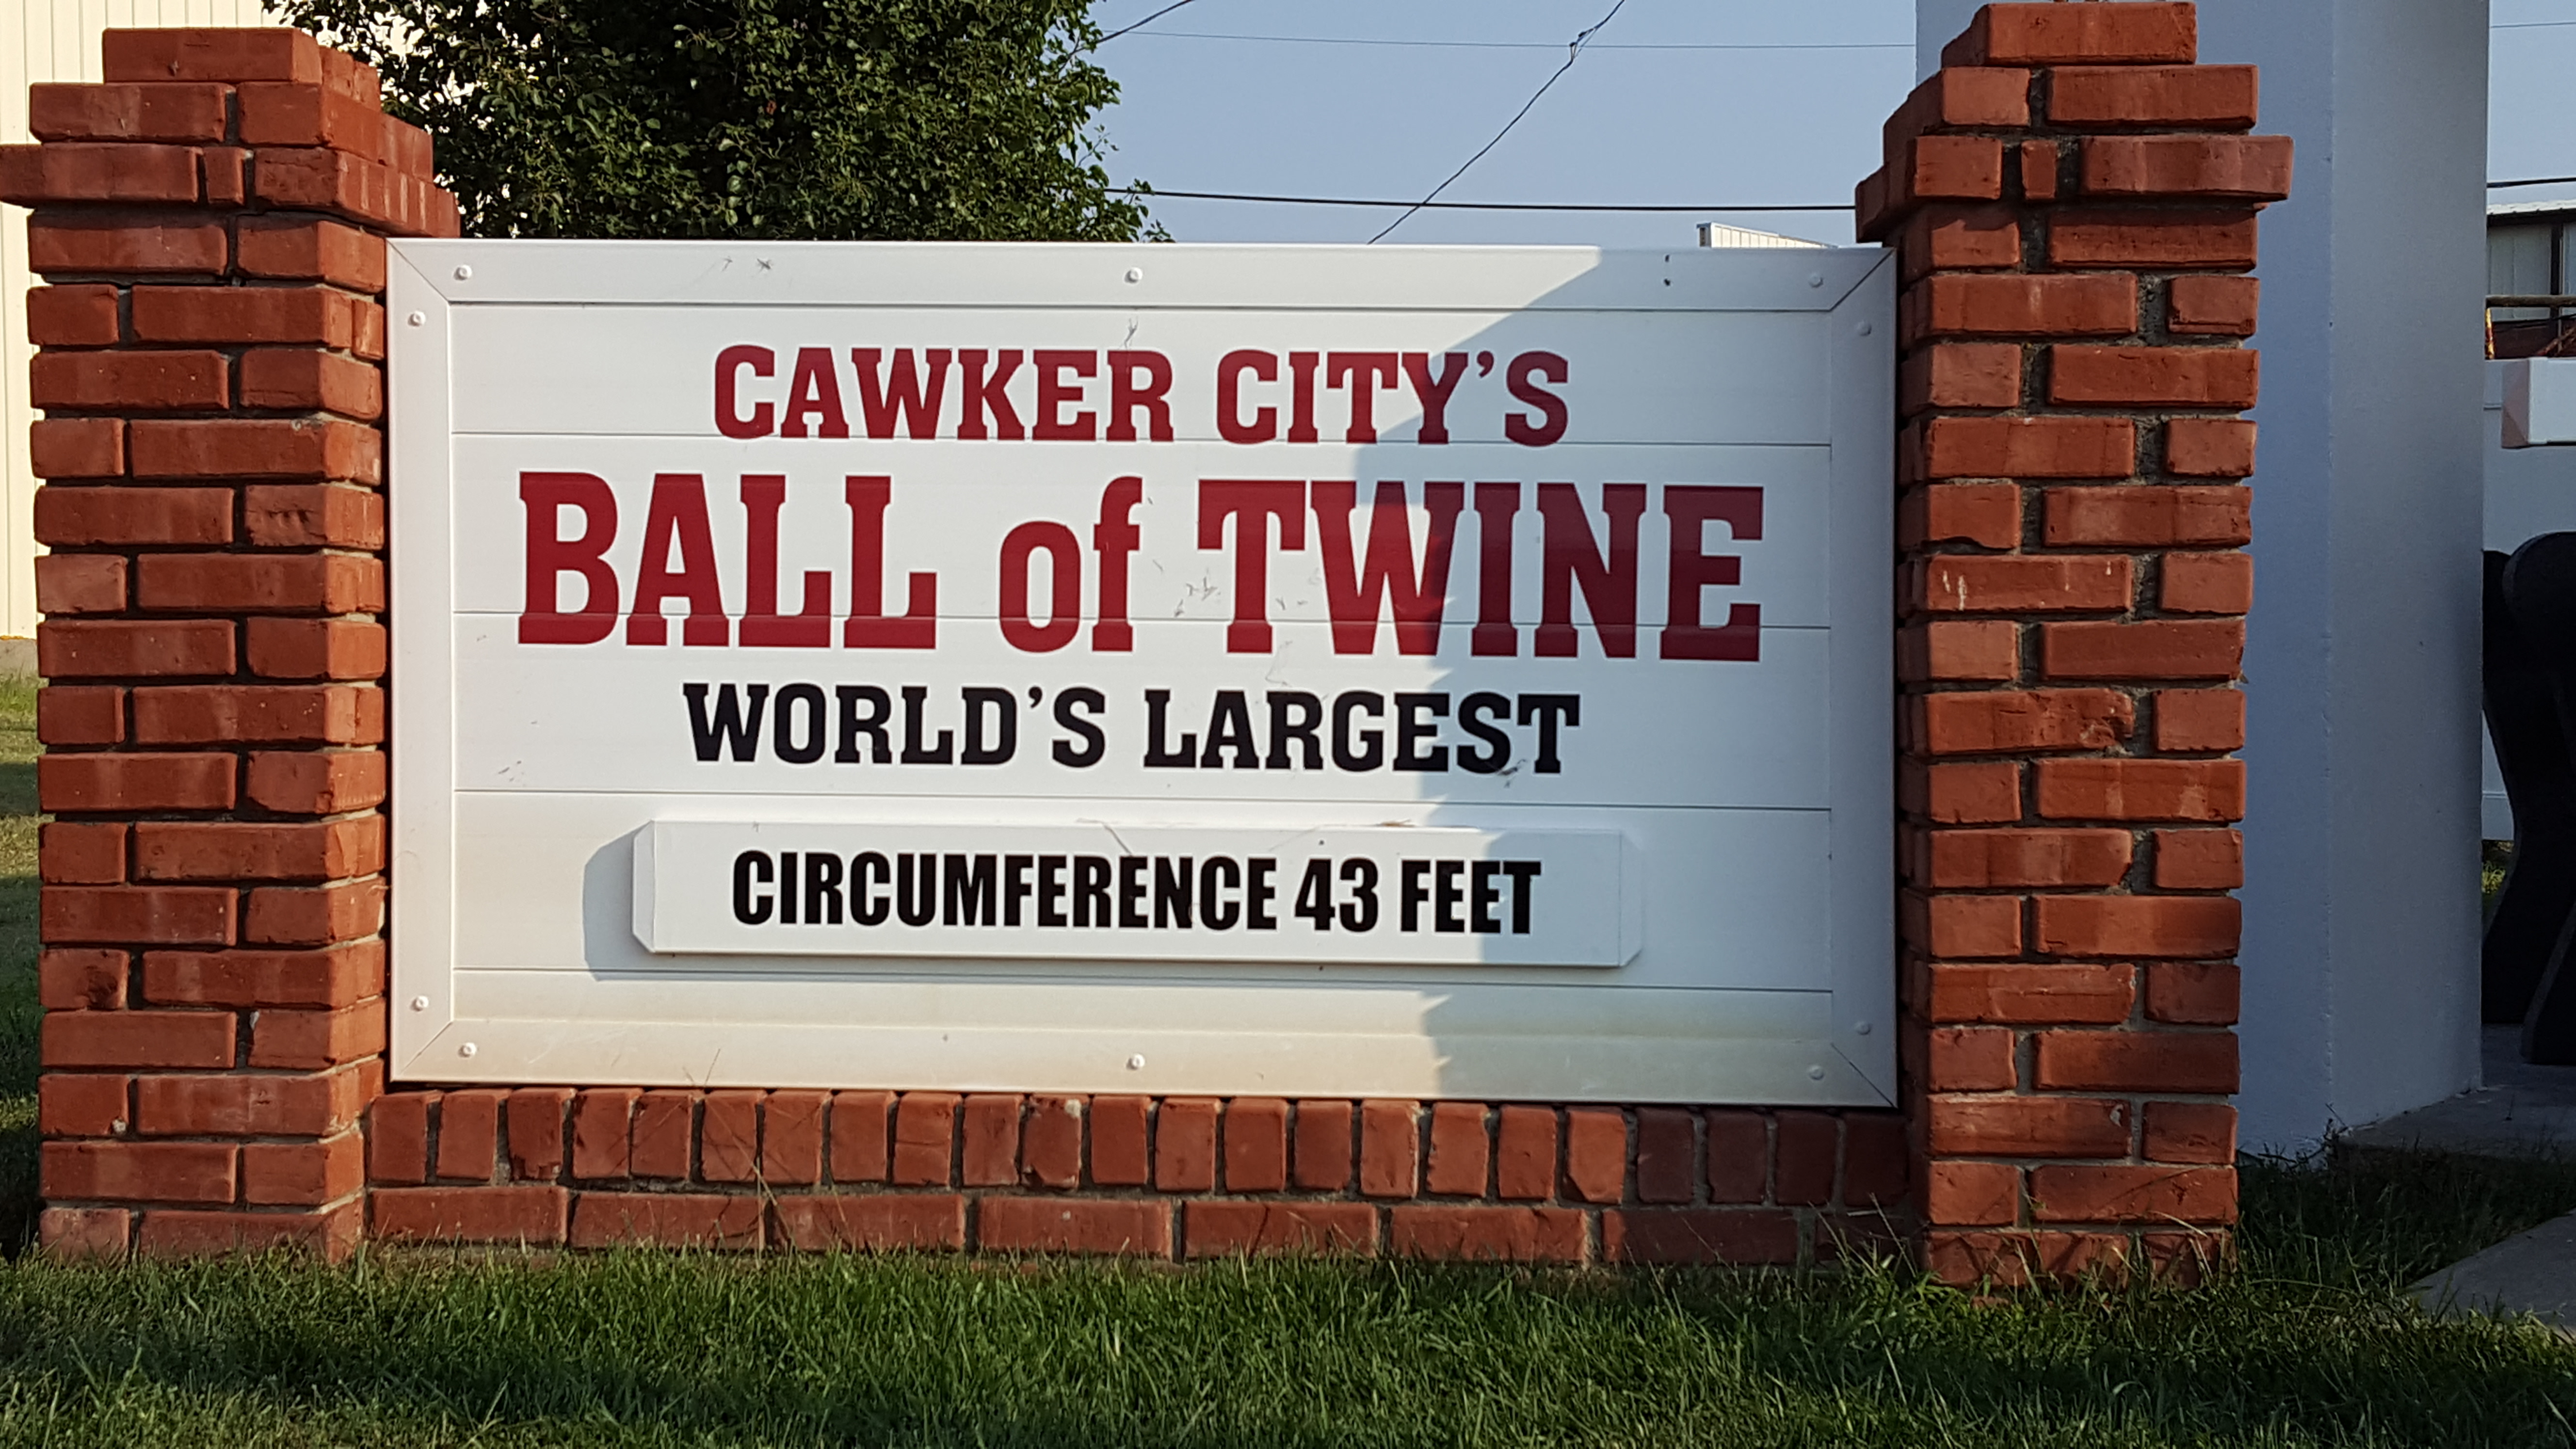 CAWKER CITY'S
BALL of TWINE
WORLD'S LARGEST
CIRCUMFERENCE 43 FEET